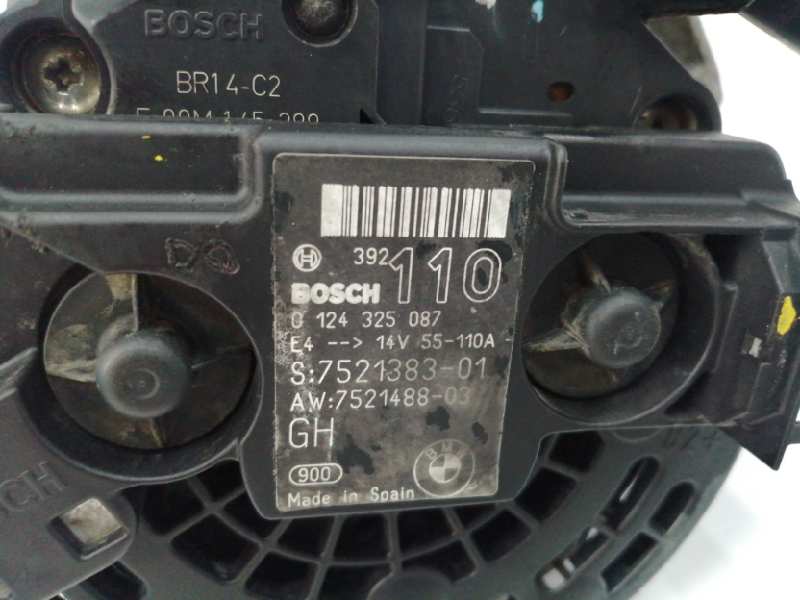 BOSCH
BR14-C2
392
110
BOSCH
0 124 325 087
E4 --> 14V 55-110A
S:7521383-01
AW:7521488-03
GH
900
BMW
Made in Spain